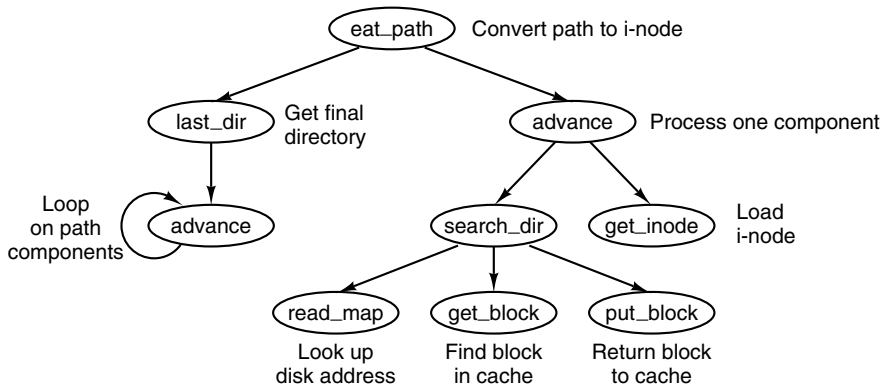 eat_path
Convert path to i-node
last_dir
Get final
directory
advance
Process one component
Loop
on path
components
advance
search_dir
get_inode
Load
i-node
read_map
get_block
put_block
Look up
disk address
Find block
in cache
Return block
to cache